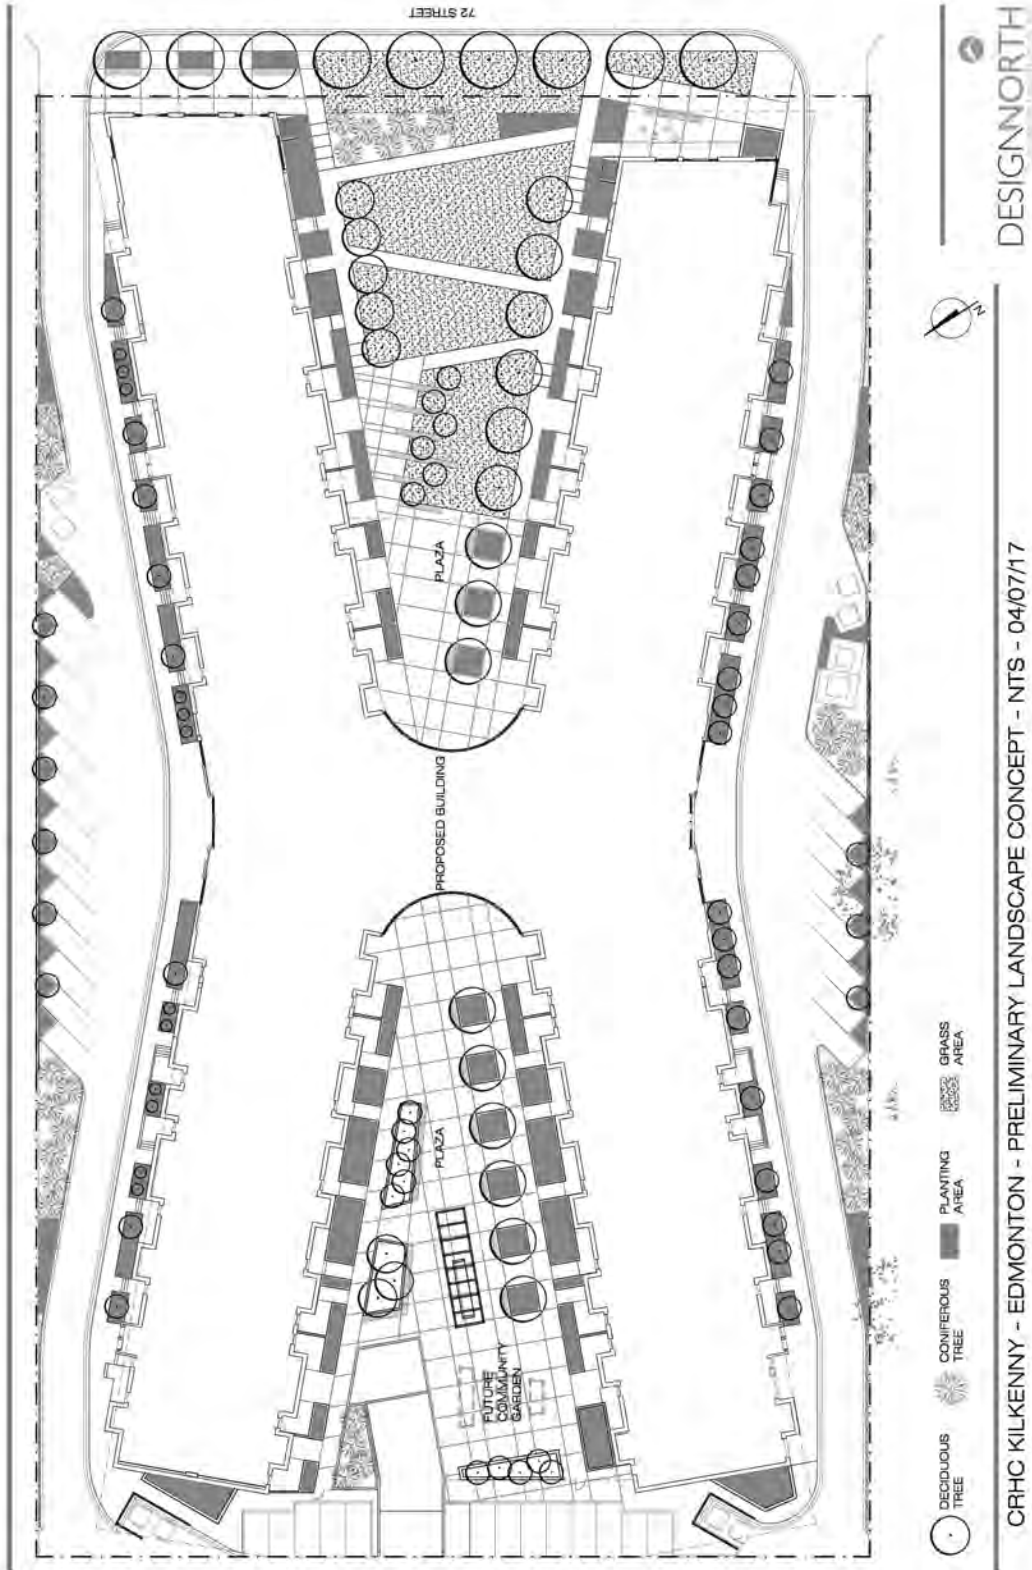 72 STREET
PLAZA
PROPOSED BUILDING
PLAZA
FUTURE
COMMUNITY
GARDEN
DECIDUOUS
TREE
CONIFEROUS
TREE
PLANTING
AREA
GRASS
AREA
N
CRHC KILKENNY - EDMONTON - PRELIMINARY LANDSCAPE CONCEPT - NTS - 04/07/17
DESIGNNORTH